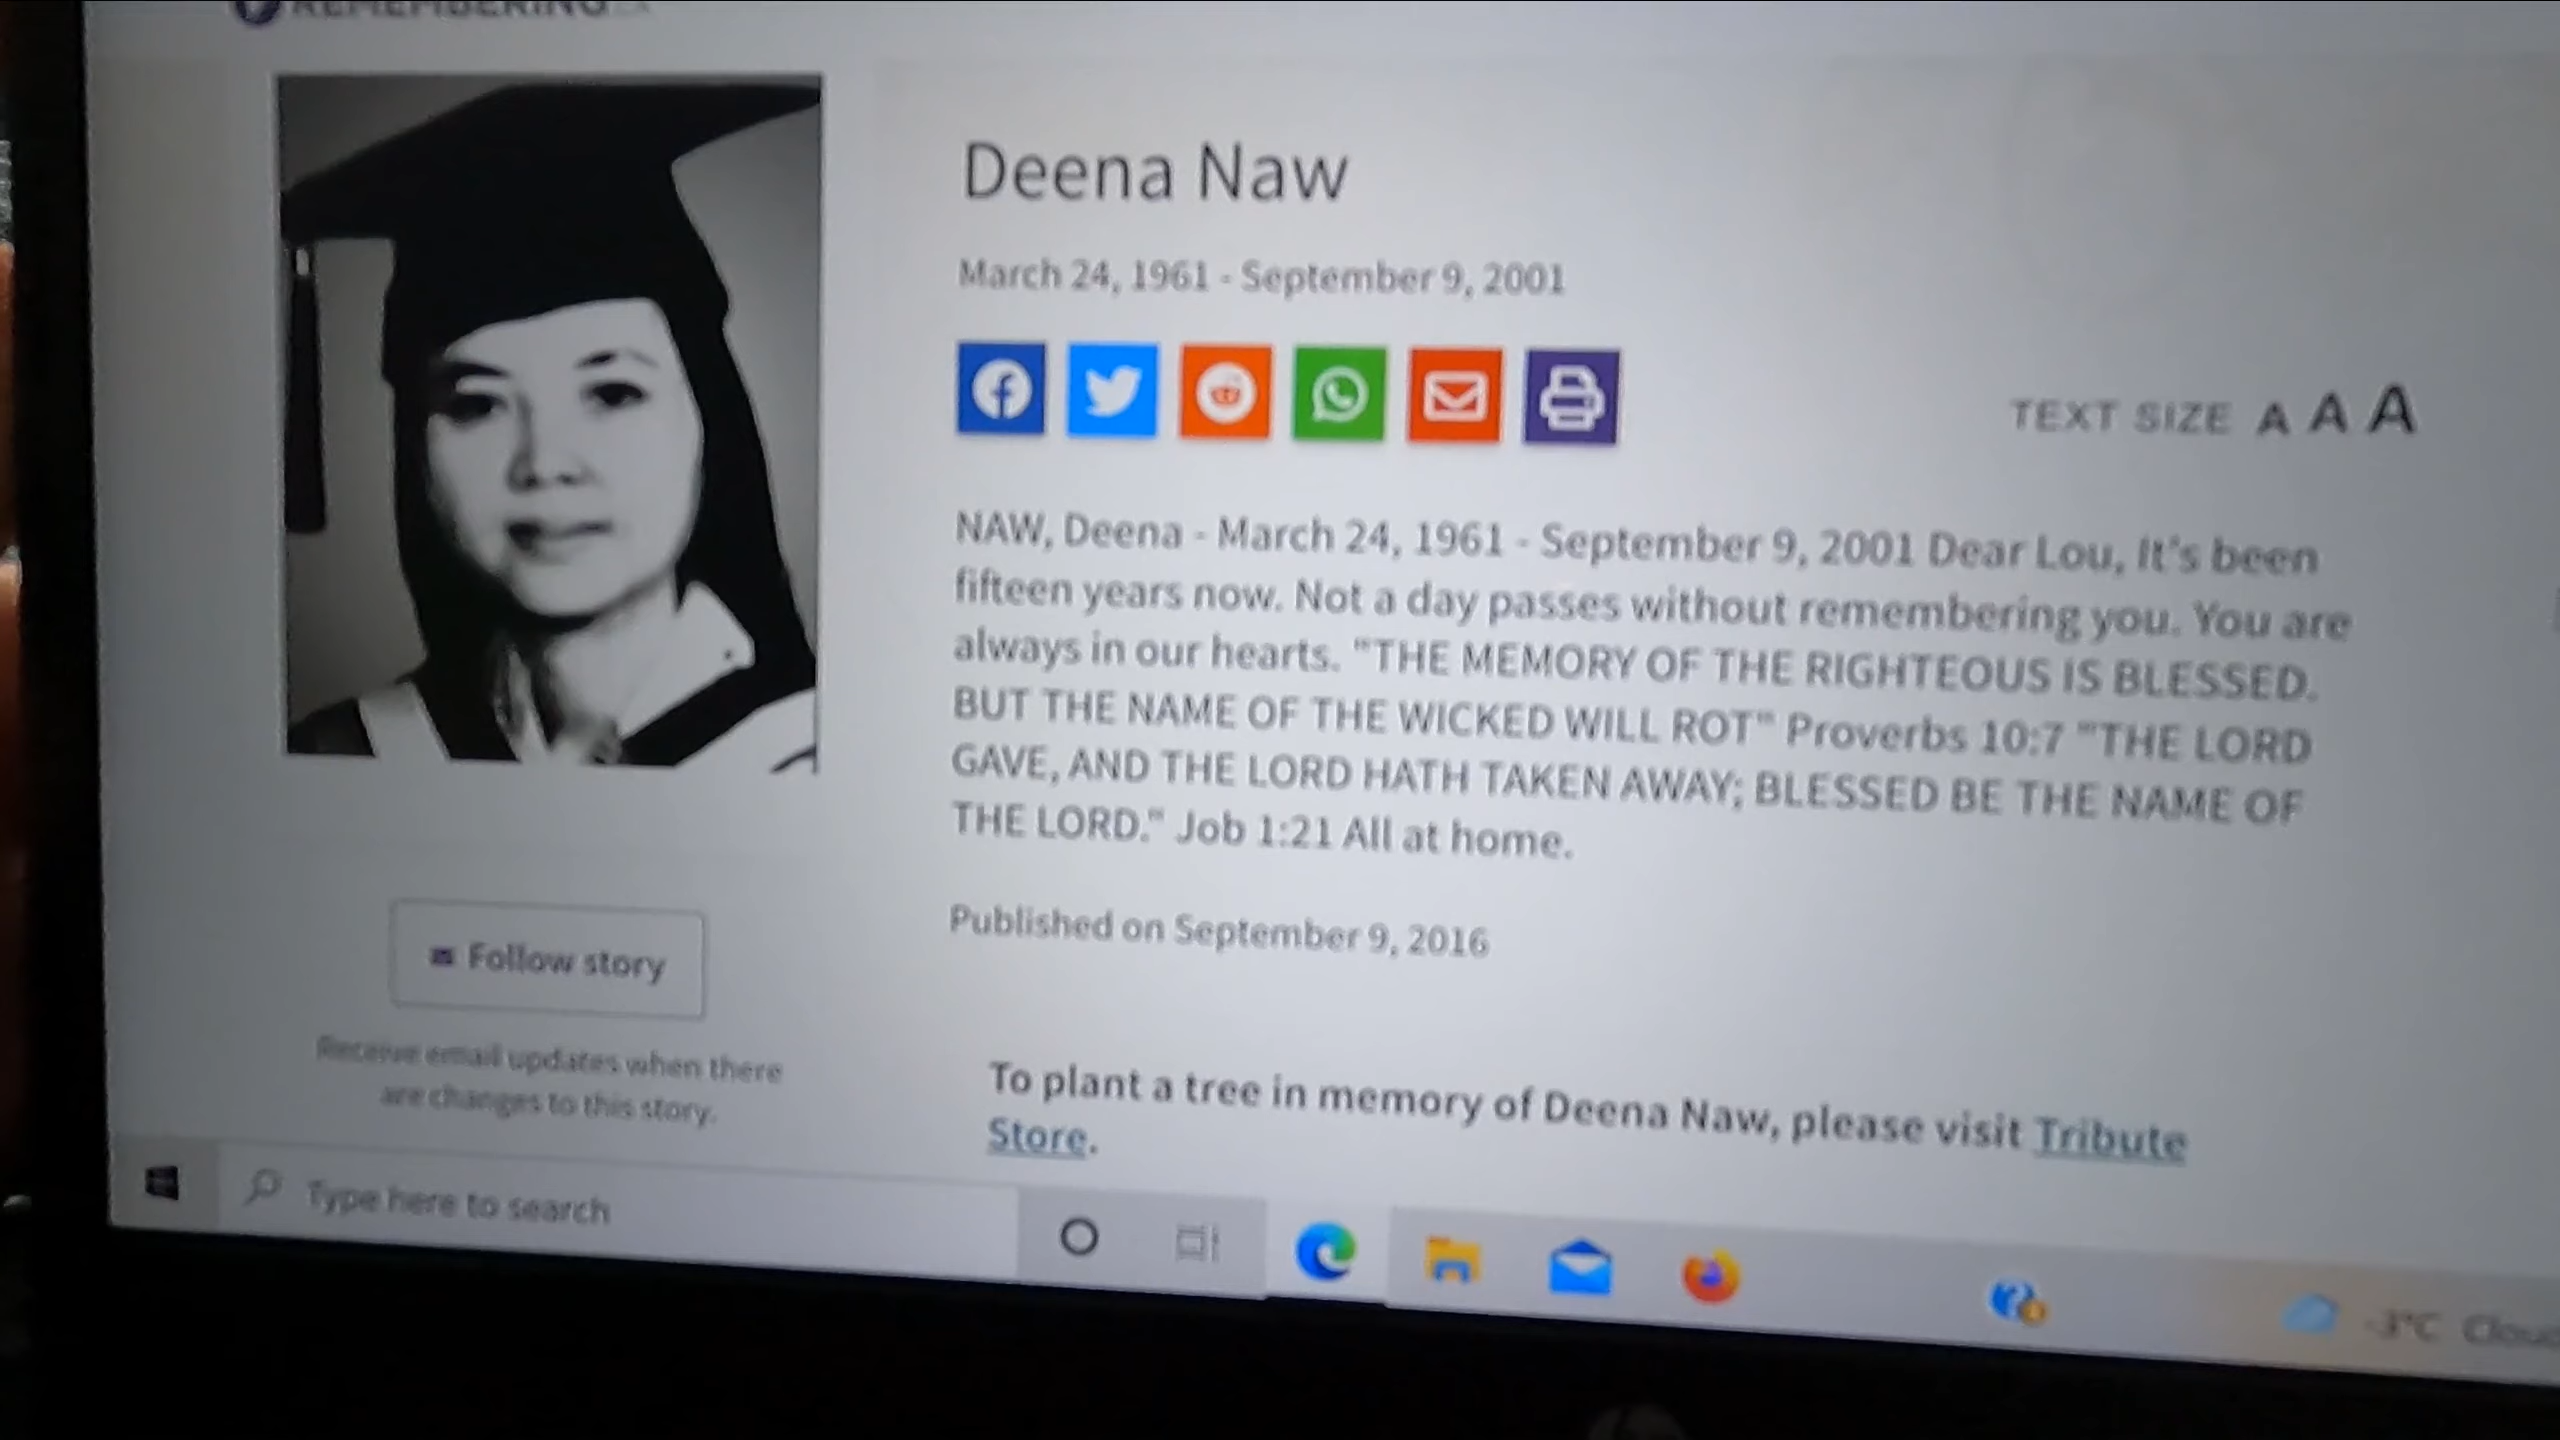 REMEMBERING
Deena Naw
March 24, 1961 - September 9, 2001
TEXT SIZE A A A
NAW, Deena - March 24, 1961 - September 9, 2001 Dear Lou, It's been
fifteen years now. Not a day passes without remembering you. You are
always in our hearts. "THE MEMORY OF THE RIGHTEOUS IS BLESSED.
BUT THE NAME OF THE WICKED WILL ROT" Proverbs 10:7 "THE LORD
GAVE, AND THE LORD HATH TAKEN AWAY; BLESSED BE THE NAME OF
THE LORD." Job 1:21 All at home.
Published on September 9, 2016
Follow story
Receive email updates when there
are changes to this story.
To plant a tree in memory of Deena Naw, please visit Tribute
Store.
Type here to search
-3°C